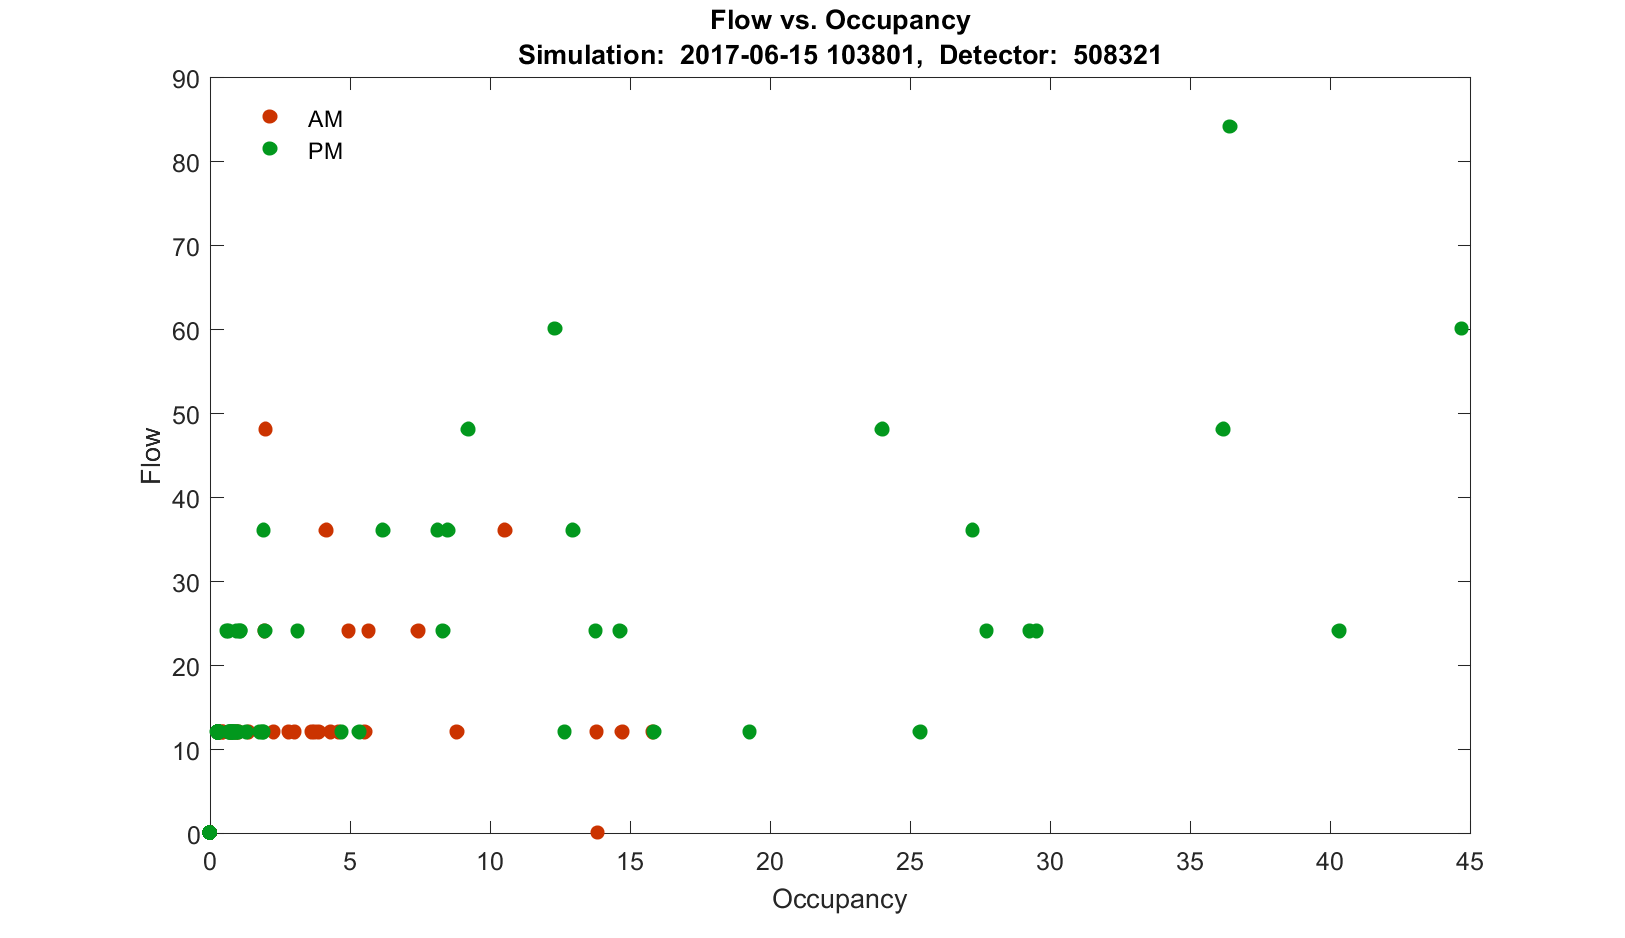 Flow vs. Occupancy
Simulation:  2017-06-15 103801,  Detector:  508321
AM
PM
90
80
70
60
50
40
30
20
10
0
Flow
0 5 10 15 20 25 30 35 40 45
Occupancy